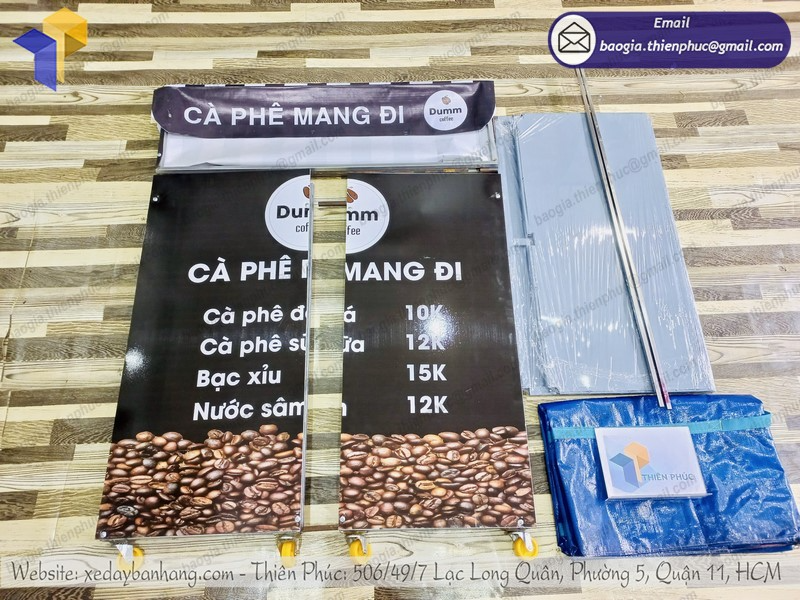 Email
baogia.thienphuc@gmail.com
CÀ PHÊ MANG ĐI
Dumm
coffee
CÀ PHÊ MANG ĐI
Cà phê đá 10K
Cà phê sữa 12K
Bạc xỉu 15K
Nước sâm 12K
THIÊN PHÚC
Website: xedaybanhang.com - Thiên Phúc: 506/49/7 Lạc Long Quân, Phường 5, Quận 11, HCM